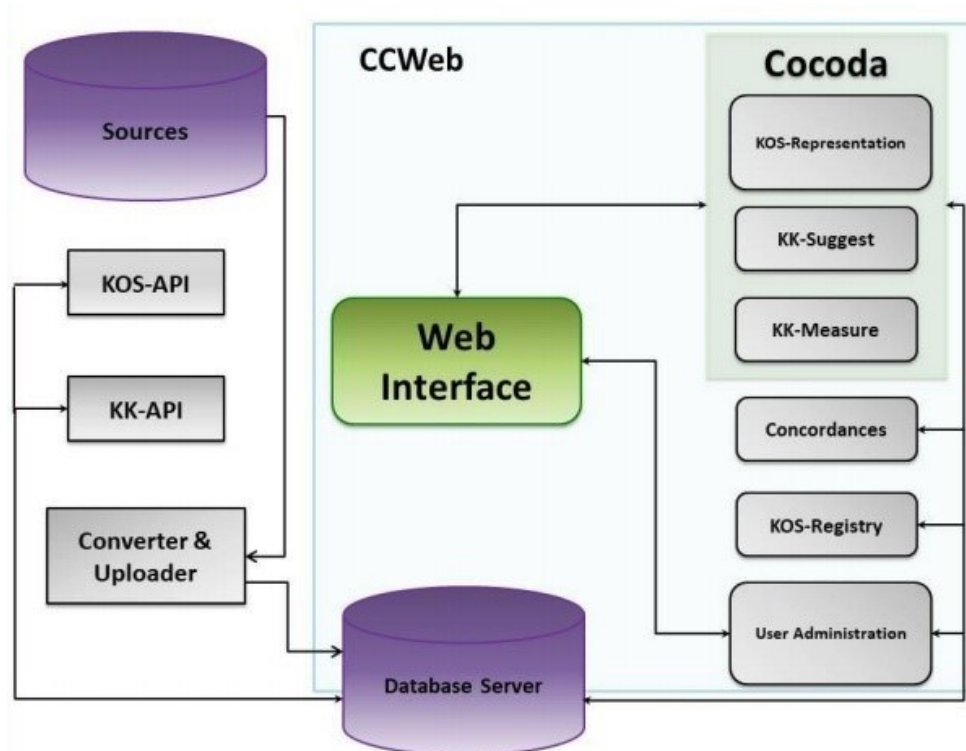 Sources
KOS-API
KK-API
Converter &
Uploader
CCWeb
Web
Interface
Database Server
Cocoda
KOS-Representation
KK-Suggest
KK-Measure
Concordances
KOS-Registry
User Administration